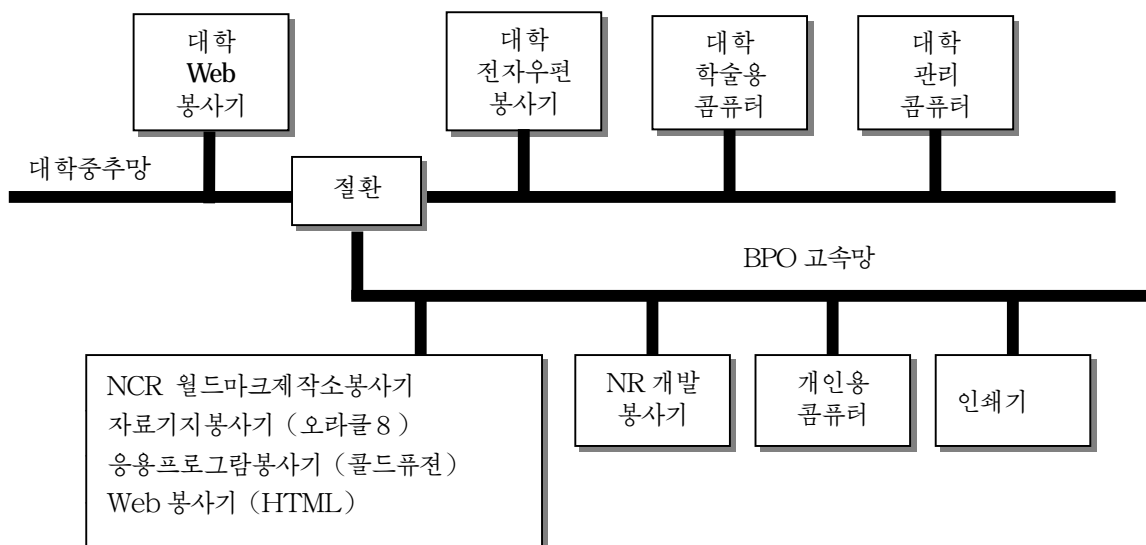 대학
Web
봉사기
대학
전자우편
봉사기
대학
학술용
콤퓨터
대학
관리
콤퓨터
대학중추망
절환
BPO 고속망
NCR 월드마크제작소봉사기
자료기지봉사기 (오라클8)
응용프로그람봉사기 (콜드퓨젼)
Web 봉사기 (HTML)
NR 개발
봉사기
개인용
콤퓨터
인쇄기